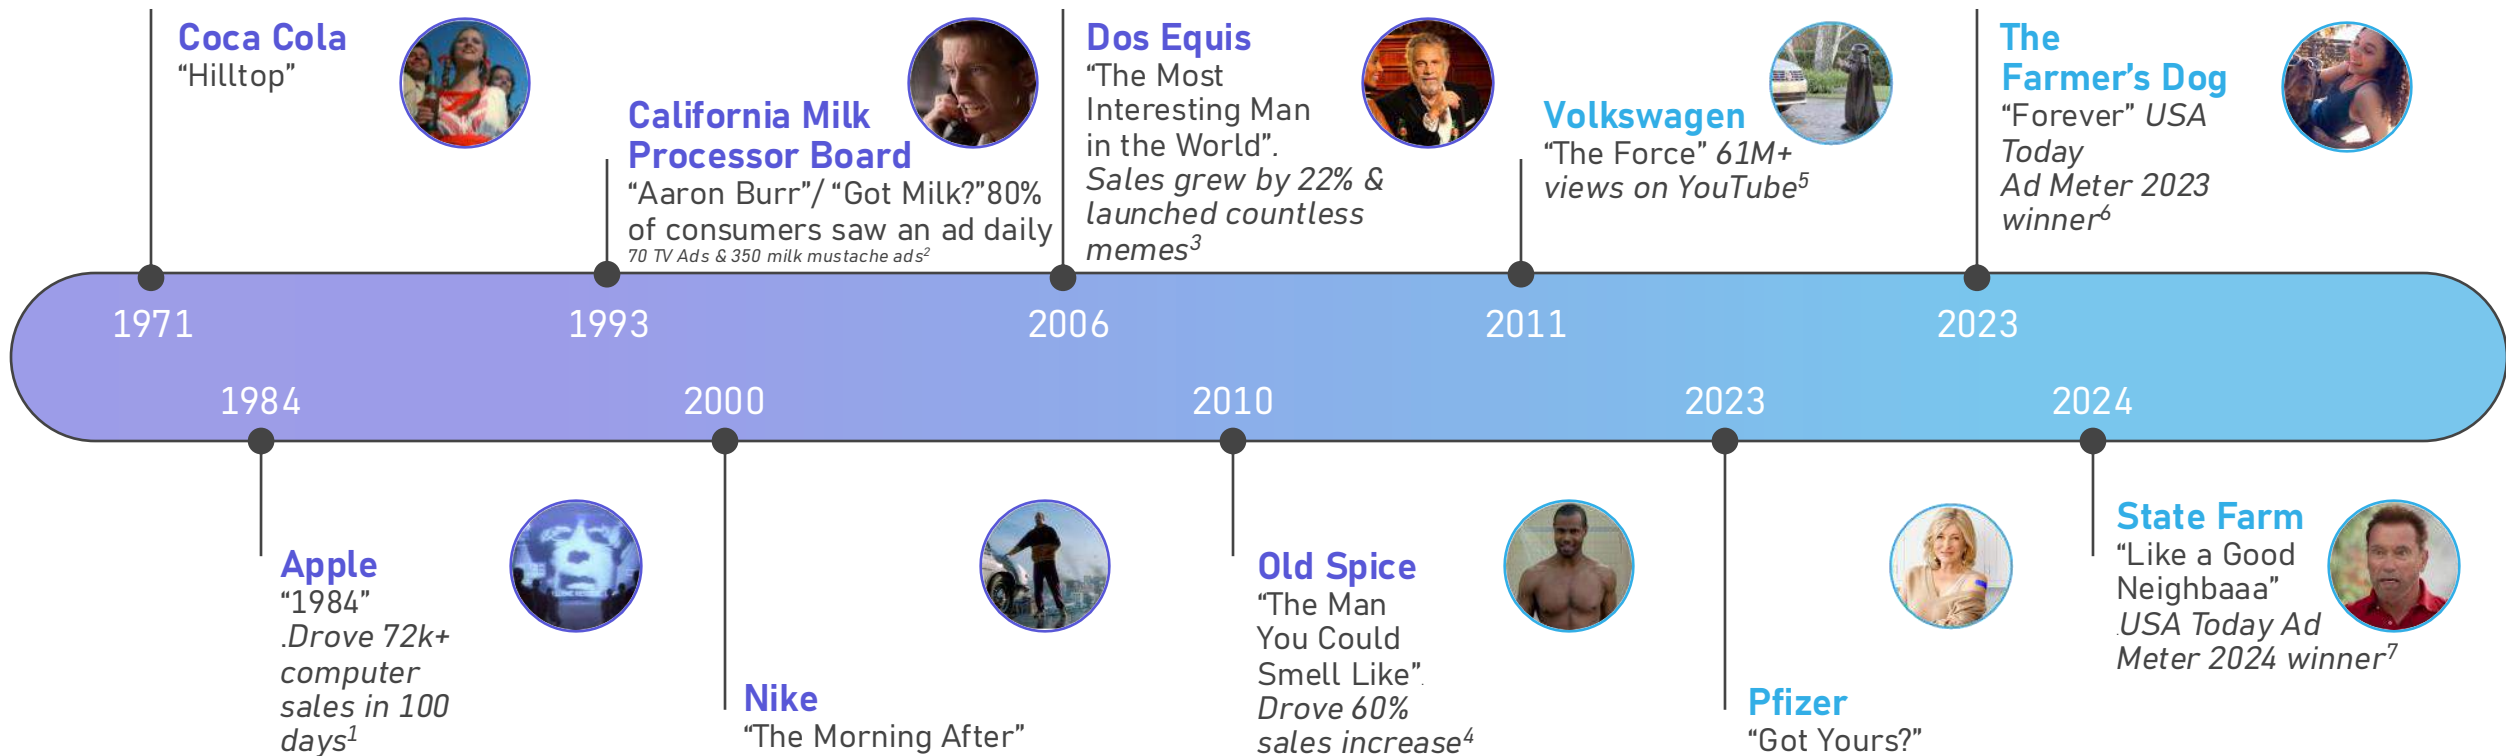 Coca Cola
“Hilltop”
California Milk
Processor Board
“Aaron Burr”/ “Got Milk?”80%
of consumers saw an ad daily
70 TV Ads & 350 milk mustache ads2
Dos Equis
“The Most
Interesting Man
in the World”.
Sales grew by 22% &
launched countless
memes3
Volkswagen
“The Force” 61M+
views on YouTube5
The
Farmer’s Dog
“Forever” USA
Today
Ad Meter 2023
winner6
1971
1993
2006
2011
2023
1984
2000
2010
2023
2024
Apple
“1984”
.Drove 72k+
computer
sales in 100
days1
Nike
“The Morning After”
Old Spice
“The Man
You Could
Smell Like”.
Drove 60%
sales increase4
Pfizer
“Got Yours?”
State Farm
“Like a Good
Neighbaaa”
.USA Today Ad
Meter 2024 winner7